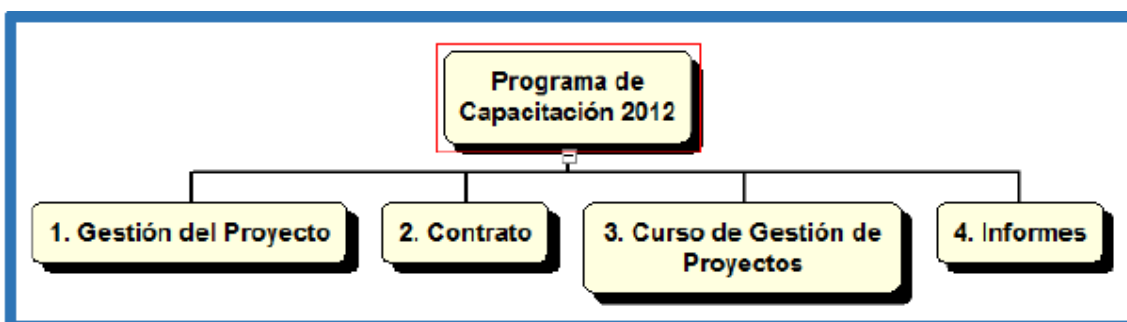 Programa de
Capacitación 2012
1. Gestión del Proyecto
2. Contrato
3. Curso de Gestión de
Proyectos
4. Informes